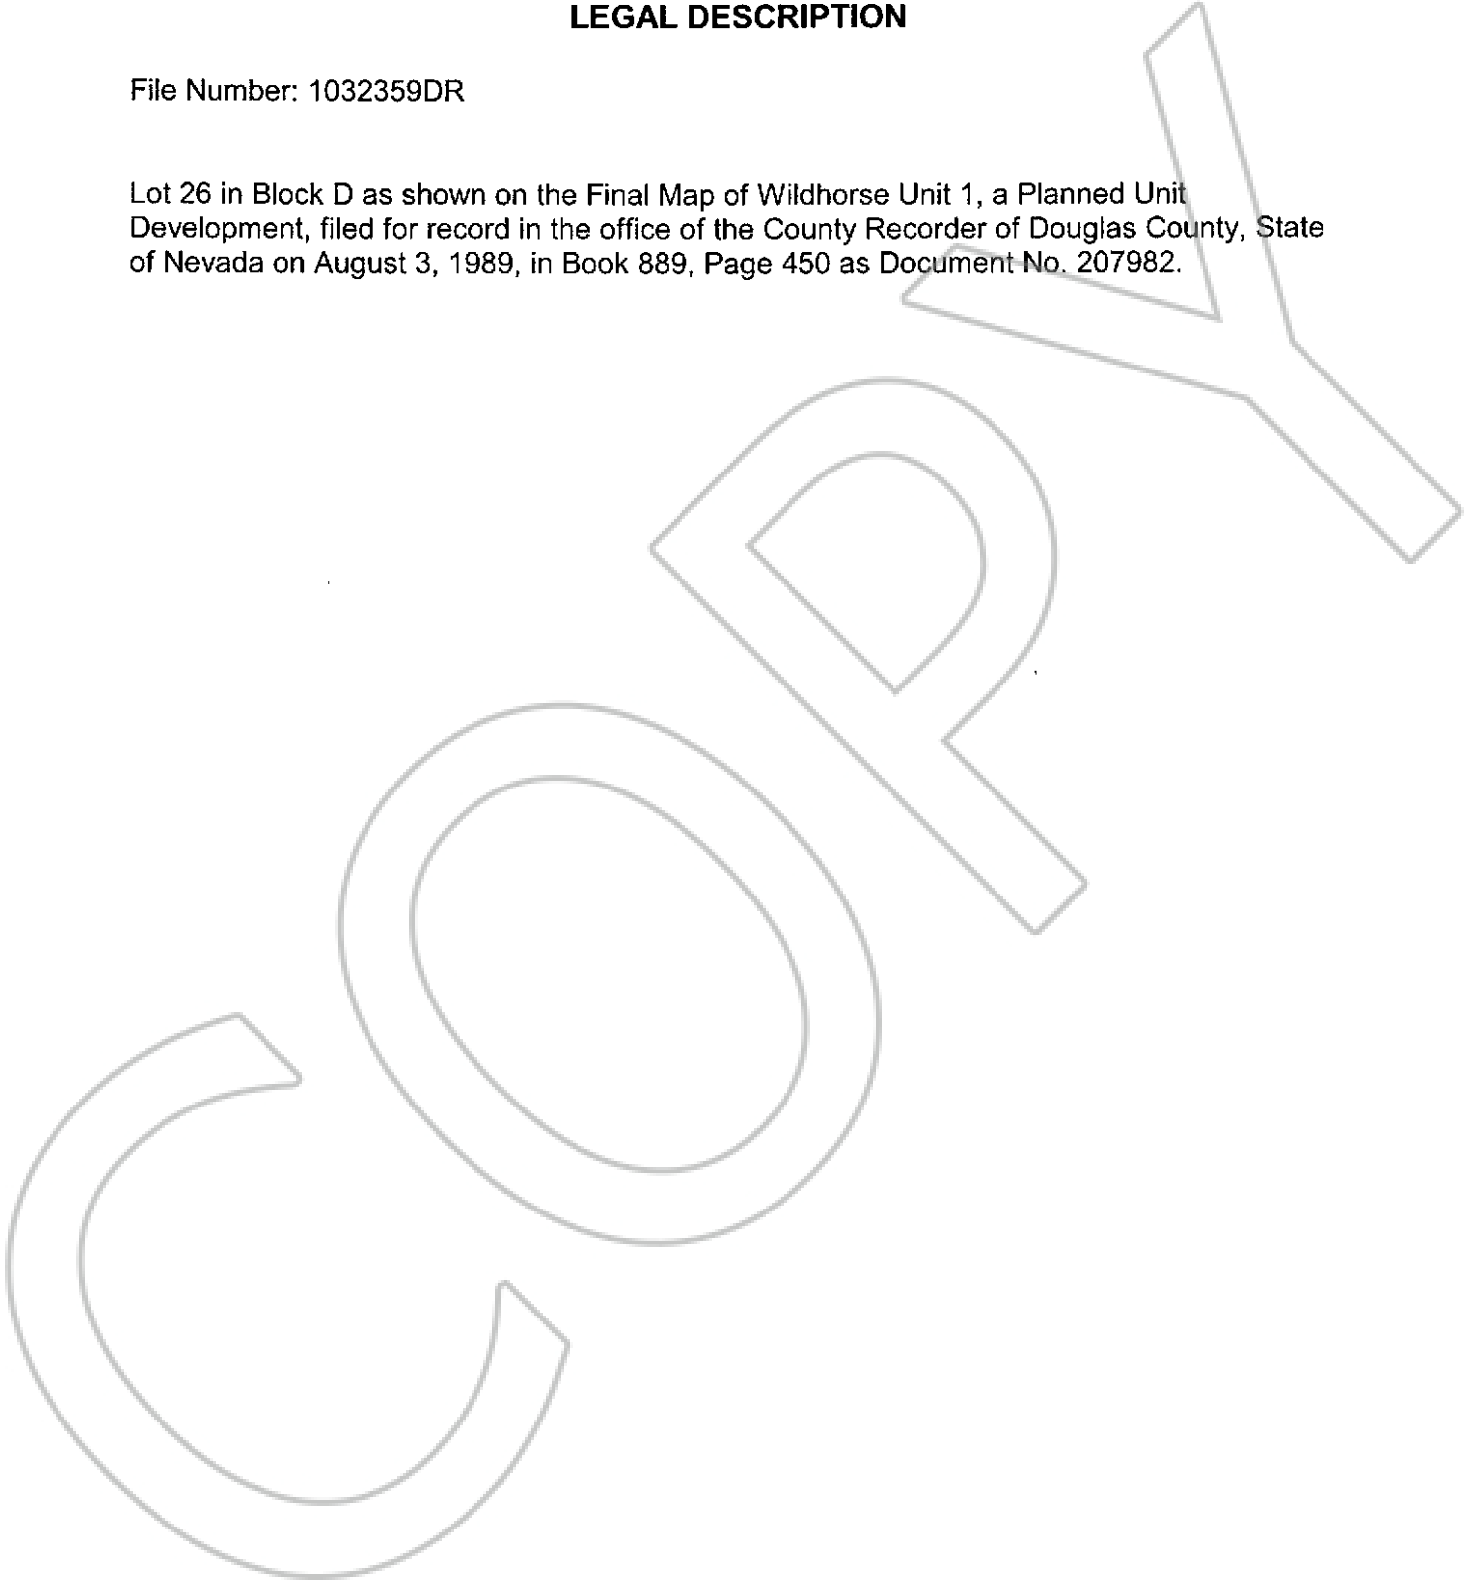 LEGAL DESCRIPTION
File Number: 1032359DR
Lot 26 in Block D as shown on the Final Map of Wildhorse Unit 1, a Planned Unit
Development, filed for record in the office of the County Recorder of Douglas County, State
of Nevada on August 3, 1989, in Book 889, Page 450 as Document No. 207982.
COPY